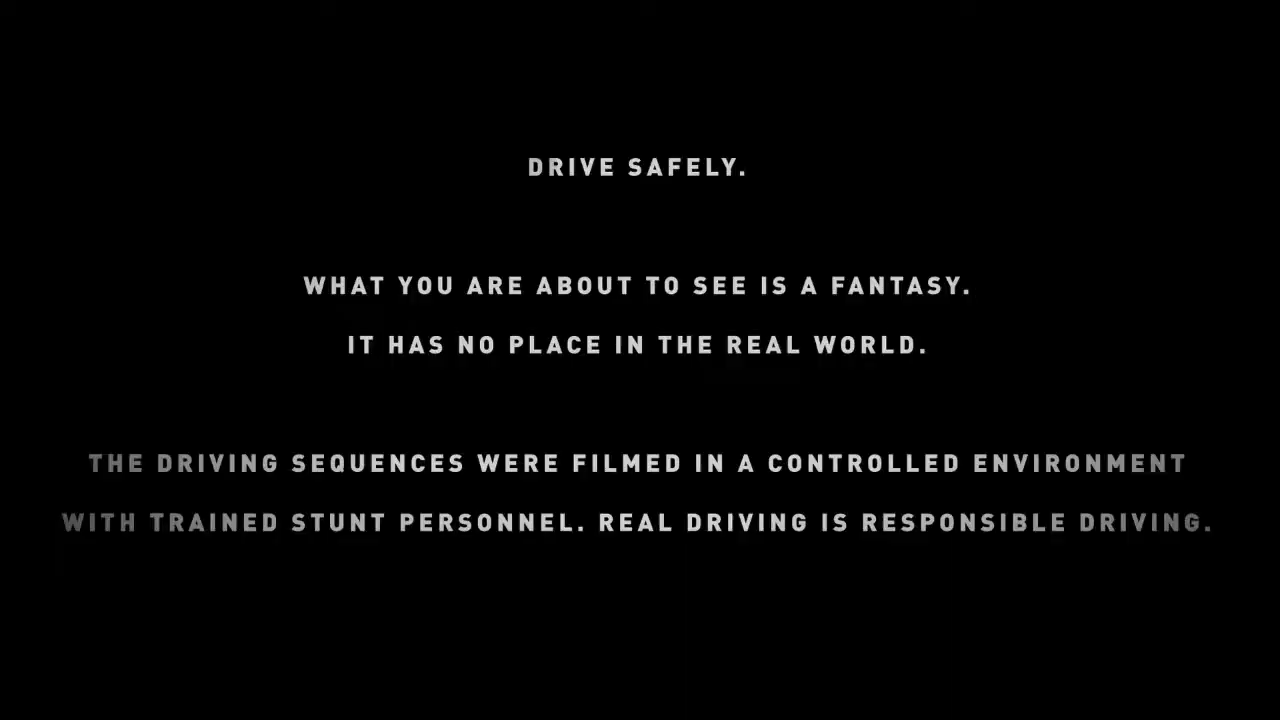 DRIVE SAFELY.
WHAT YOU ARE ABOUT TO SEE IS A FANTASY.
IT HAS NO PLACE IN THE REAL WORLD.
THE DRIVING SEQUENCES WERE FILMED IN A CONTROLLED ENVIRONMENT
WITH TRAINED STUNT PERSONNEL. REAL DRIVING IS RESPONSIBLE DRIVING.